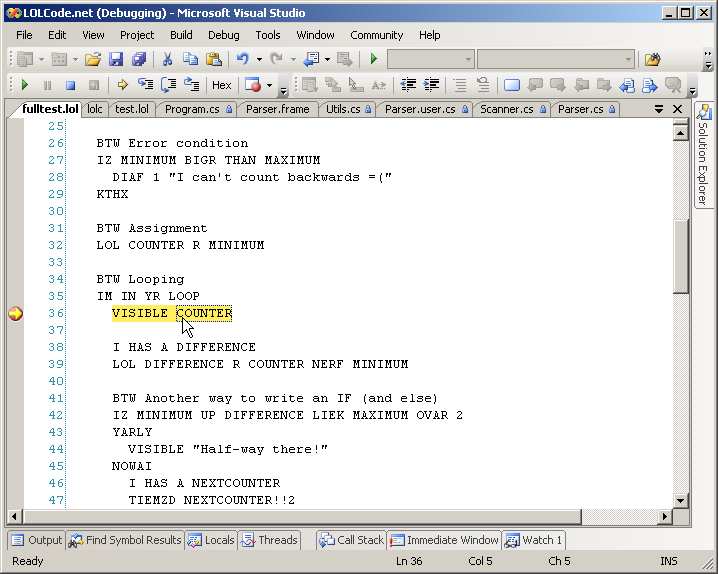 LOLCode.net (Debugging) - Microsoft Visual Studio
File Edit View Project Build Debug Tools Window Community Help
Hex
fulltest.lol lolc test.lol Program.cs Parser.frame Utils.cs Parser.user.cs Scanner.cs Parser.cs
Solution Explorer
25
26 BTW Error condition
27 IZ MINIMUM BIGR THAN MAXIMUM
28 DIAF 1 "I can't count backwards =("
29 KTHX
30
31 BTW Assignment
32 LOL COUNTER R MINIMUM
33
34 BTW Looping
35 IM IN YR LOOP
36 VISIBLE COUNTER
37
38 I HAS A DIFFERENCE
39 LOL DIFFERENCE R COUNTER NERF MINIMUM
40
41 BTW Another way to write an IF (and else)
42 IZ MINIMUM UP DIFFERENCE LIEK MAXIMUM OVAR 2
43 YARLY
44 VISIBLE "Half-way there!"
45 NOWAI
46 I HAS A NEXTCOUNTER
47 TIEMZD NEXTCOUNTER!!2
Output Find Symbol Results Locals Threads Call Stack Immediate Window Watch 1
Ready Ln 36 Col 5 Ch 5 INS